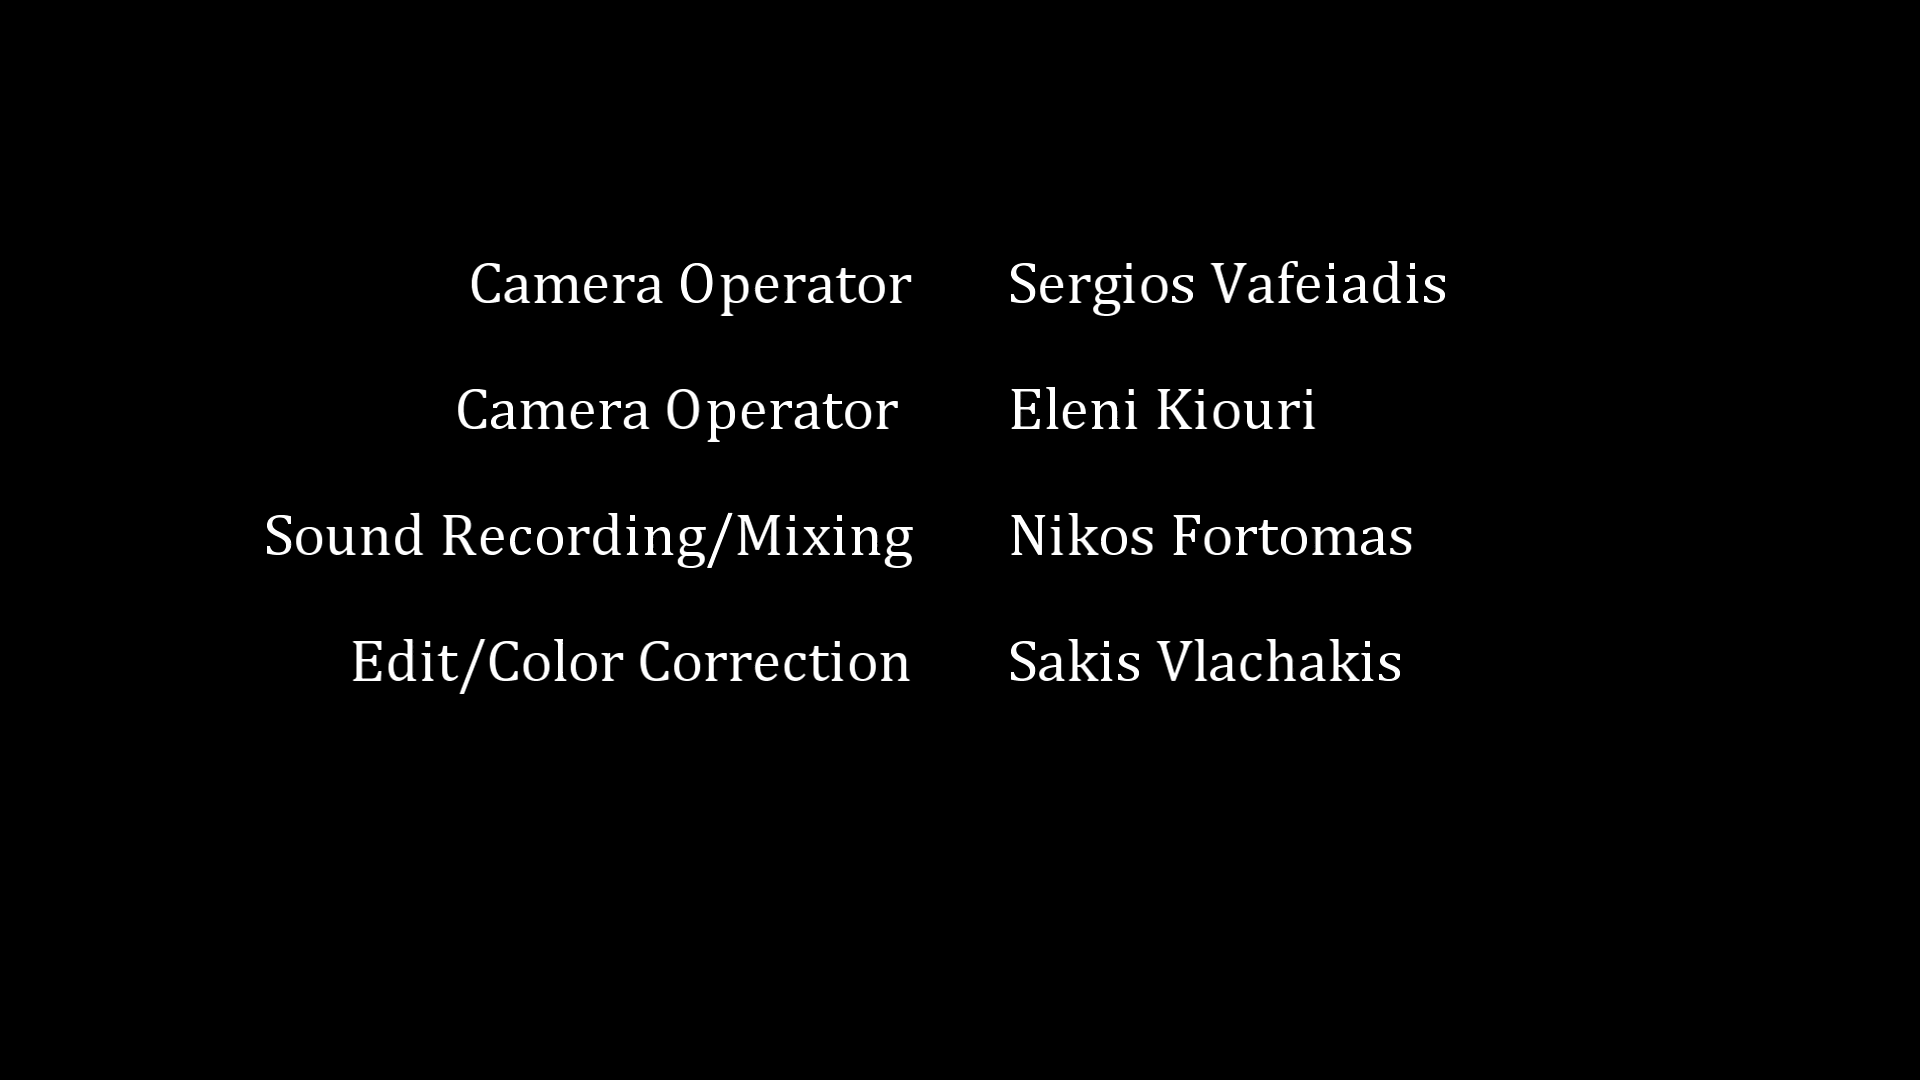 Camera Operator Sergios Vafeiadis
Camera Operator Eleni Kiouri
Sound Recording/Mixing Nikos Fortomas
Edit/Color Correction Sakis Vlachakis